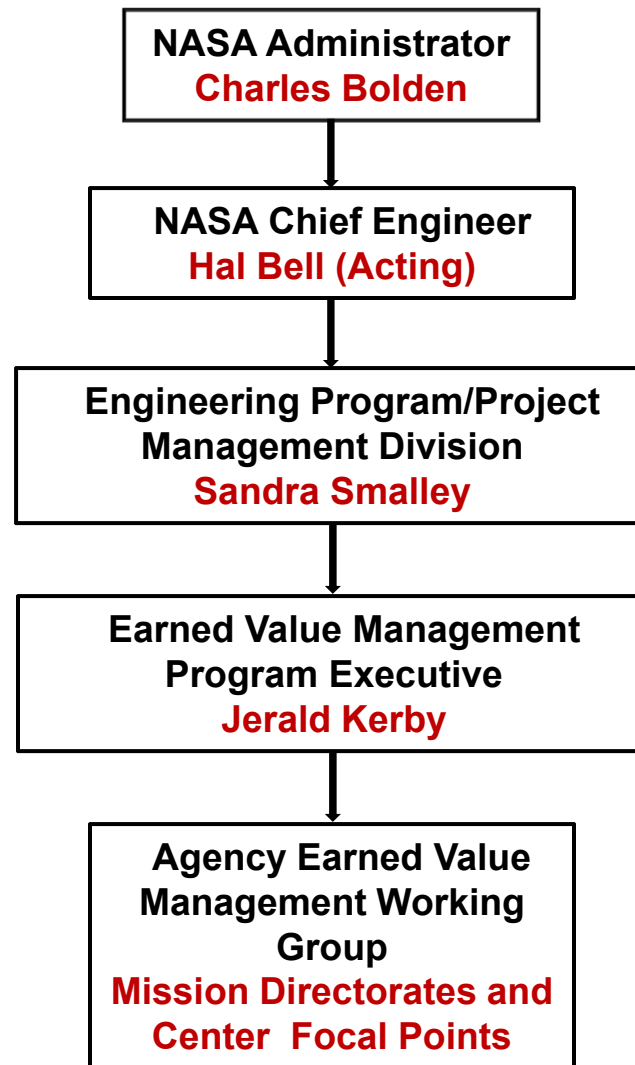 NASA Administrator
Charles Bolden
NASA Chief Engineer
Hal Bell (Acting)
Engineering Program/Project
Management Division
Sandra Smalley
Earned Value Management
Program Executive
Jerald Kerby
Agency Earned Value
Management Working
Group
Mission Directorates and
Center Focal Points